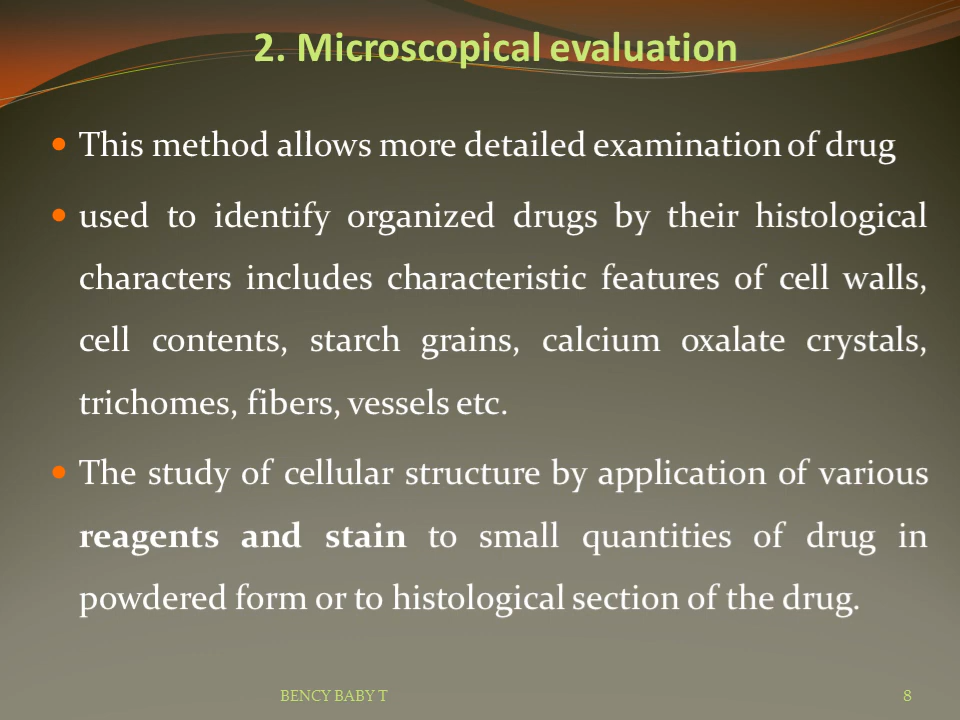 2. Microscopical evaluation
This method allows more detailed examination of drug
used to identify organized drugs by their histological
characters includes characteristic features of cell walls,
cell contents, starch grains, calcium oxalate crystals,
trichomes, fibers, vessels etc.
The study of cellular structure by application of various
reagents and stain to small quantities of drug in
powdered form or to histological section of the drug.
BENCY BABY T 8